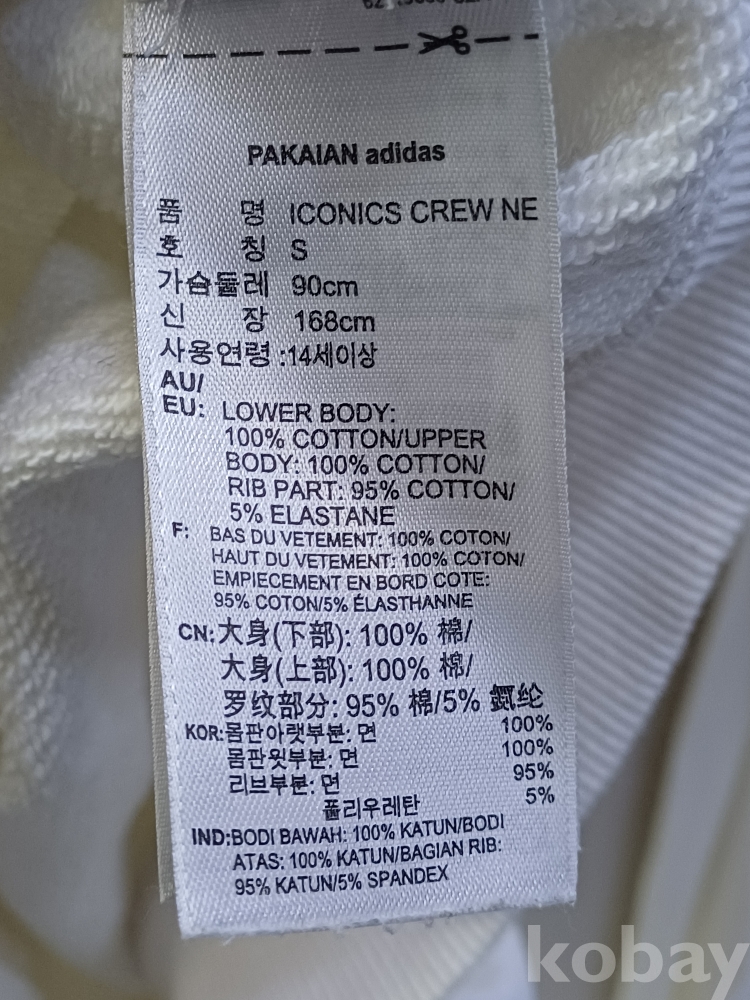 PAKAIAN adidas
품 명 ICONICS CREW NE
호 칭 S
가슴둘레 90cm
신 장 168cm
사용연령 :14세이상
AU/
EU: LOWER BODY:
100% COTTON/UPPER
BODY: 100% COTTON/
RIB PART: 95% COTTON/
5% ELASTANE
F: BAS DU VETEMENT: 100% COTON/
HAUT DU VETEMENT: 100% COTON/
EMPIECEMENT EN BORD COTE:
95% COTON/5% ÉLASTHANNE
CN:大身(下部): 100% 棉/
大身(上部): 100% 棉/
罗纹部分: 95% 棉/5% 氨纶
KOR:몸판아랫부분: 면 100%
몸판윗부분: 면 100%
리브부분: 면 95%
폴리우레탄 5%
IND:BODI BAWAH: 100% KATUN/BODI
ATAS: 100% KATUN/BAGIAN RIB:
95% KATUN/5% SPANDEX
kobay